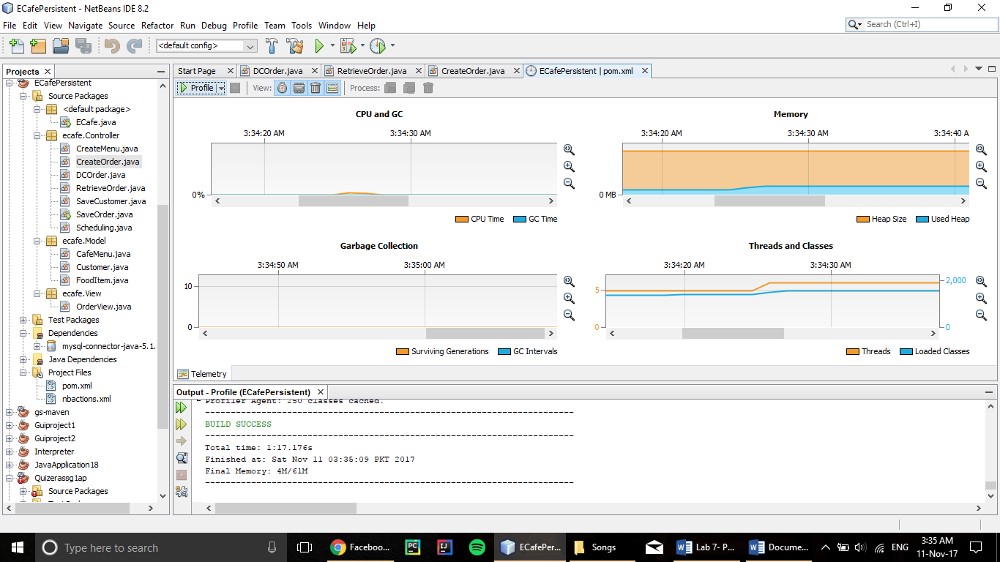 ECafePersistent - NetBeans IDE 8.2
File Edit View Navigate Source Refactor Run Debug Profile Team Tools Window Help
Search (Ctrl+I)
<default config>
Projects
ECafePersistent
Source Packages
<default package>
ECafe.java
ecafe.Controller
CreateMenu.java
CreateOrder.java
DCOrder.java
RetrieveOrder.java
SaveCustomer.java
SaveOrder.java
Scheduling.java
ecafe.Model
CafeMenu.java
Customer.java
FoodItem.java
ecafe.View
OrderView.java
Test Packages
Dependencies
mysql-connector-java-5.1.
Java Dependencies
Project Files
pom.xml
nbactions.xml
gs-maven
Guiproject1
Guiproject2
Interpreter
JavaApplication18
Quizerassg1ap
Source Packages
Start Page DCOrder.java RetrieveOrder.java CreateOrder.java ECafePersistent | pom.xml
Profile View: Process:
CPU and GC
3:34:20 AM 3:34:30 AM
0%
CPU Time GC Time
Memory
3:34:20 AM 3:34:30 AM 3:34:40 A
0 MB
Heap Size Used Heap
Garbage Collection
3:34:50 AM 3:35:00 AM
10
0
Surviving Generations GC Intervals
Threads and Classes
3:34:20 AM 3:34:30 AM
5 2,000
0 0
Threads Loaded Classes
Telemetry
Output - Profile (ECafePersistent)
Profiler Agent: 250 classes cached.
------------------------------------------------------------------------
BUILD SUCCESS
------------------------------------------------------------------------
Total time: 1:17.176s
Finished at: Sat Nov 11 03:35:09 PKT 2017
Final Memory: 4M/61M
------------------------------------------------------------------------
Type here to search
PC
IJ
Faceboo...
ECafePer...
Songs
Lab 7- P...
Docume...
ENG
3:35 AM
11-Nov-17